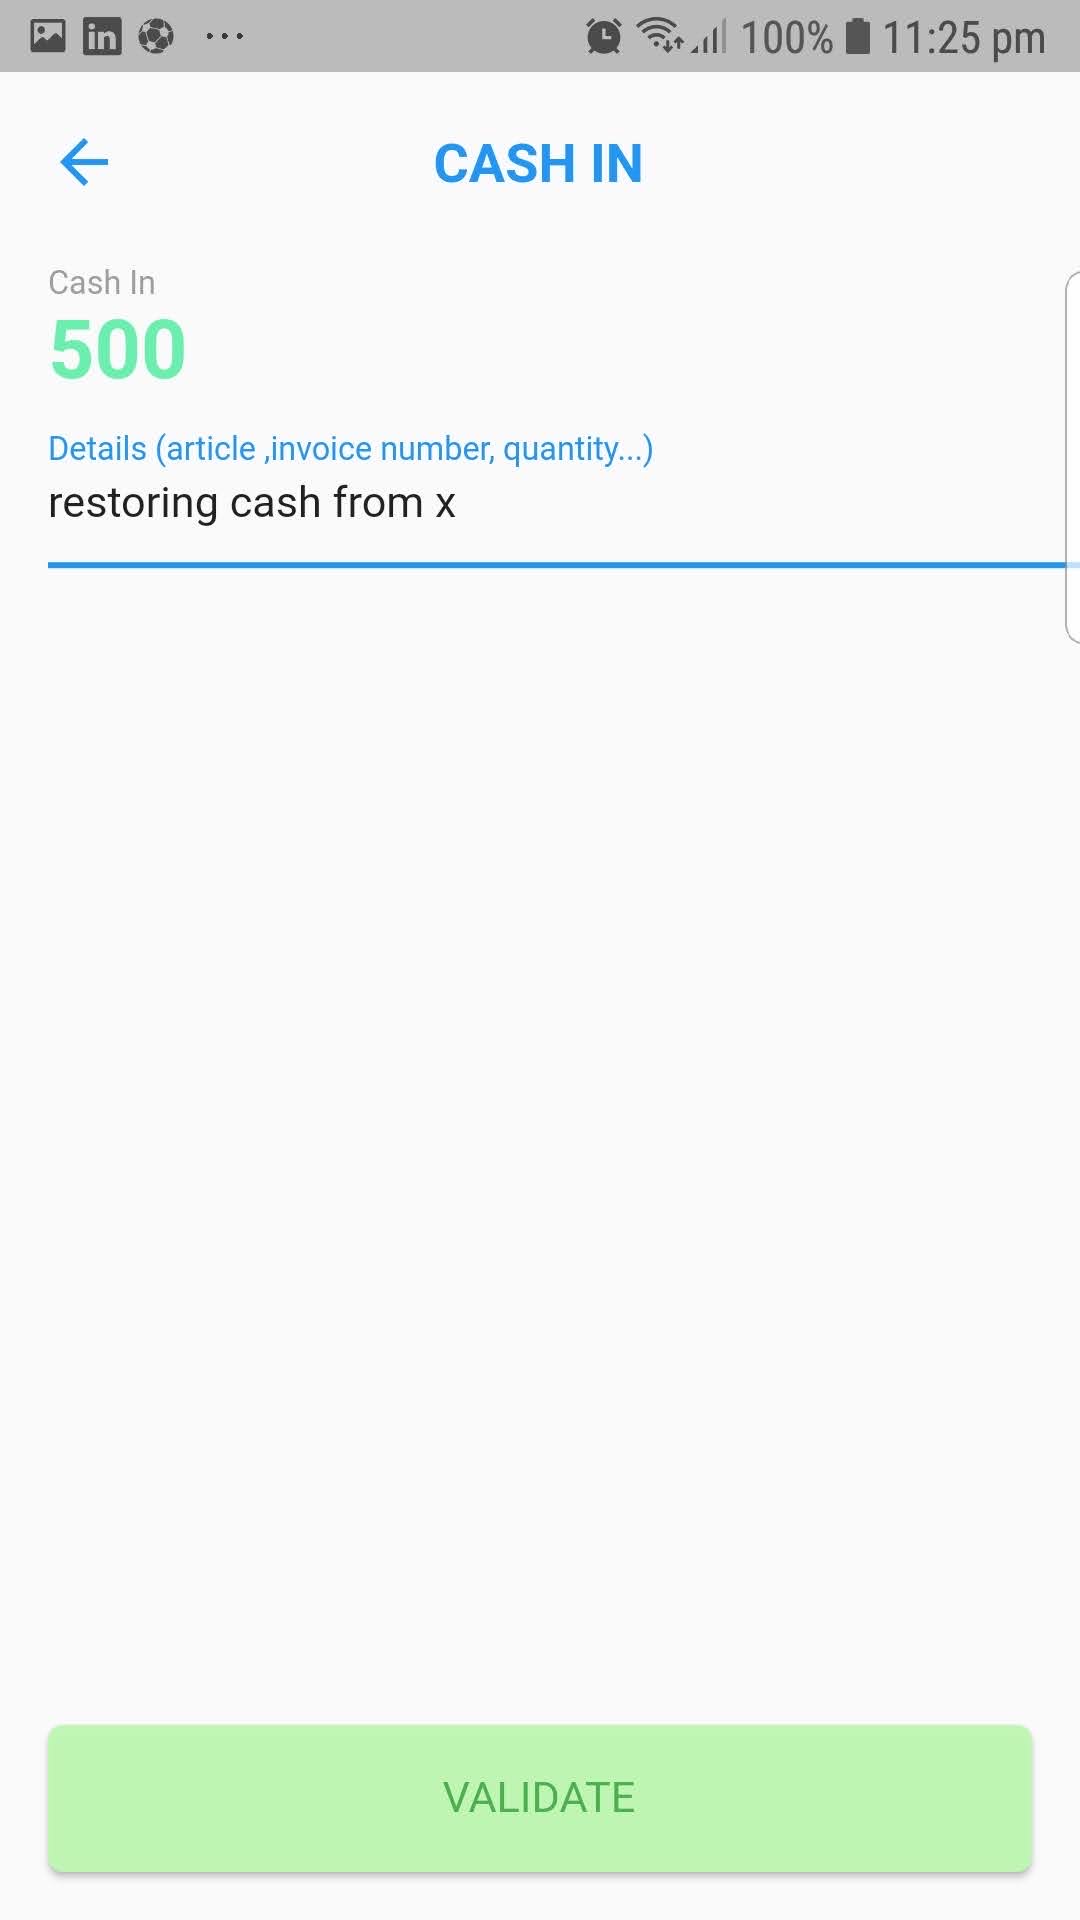 100% 11:25 pm
CASH IN
Cash In
500
Details (article ,invoice number, quantity...)
restoring cash from x
VALIDATE